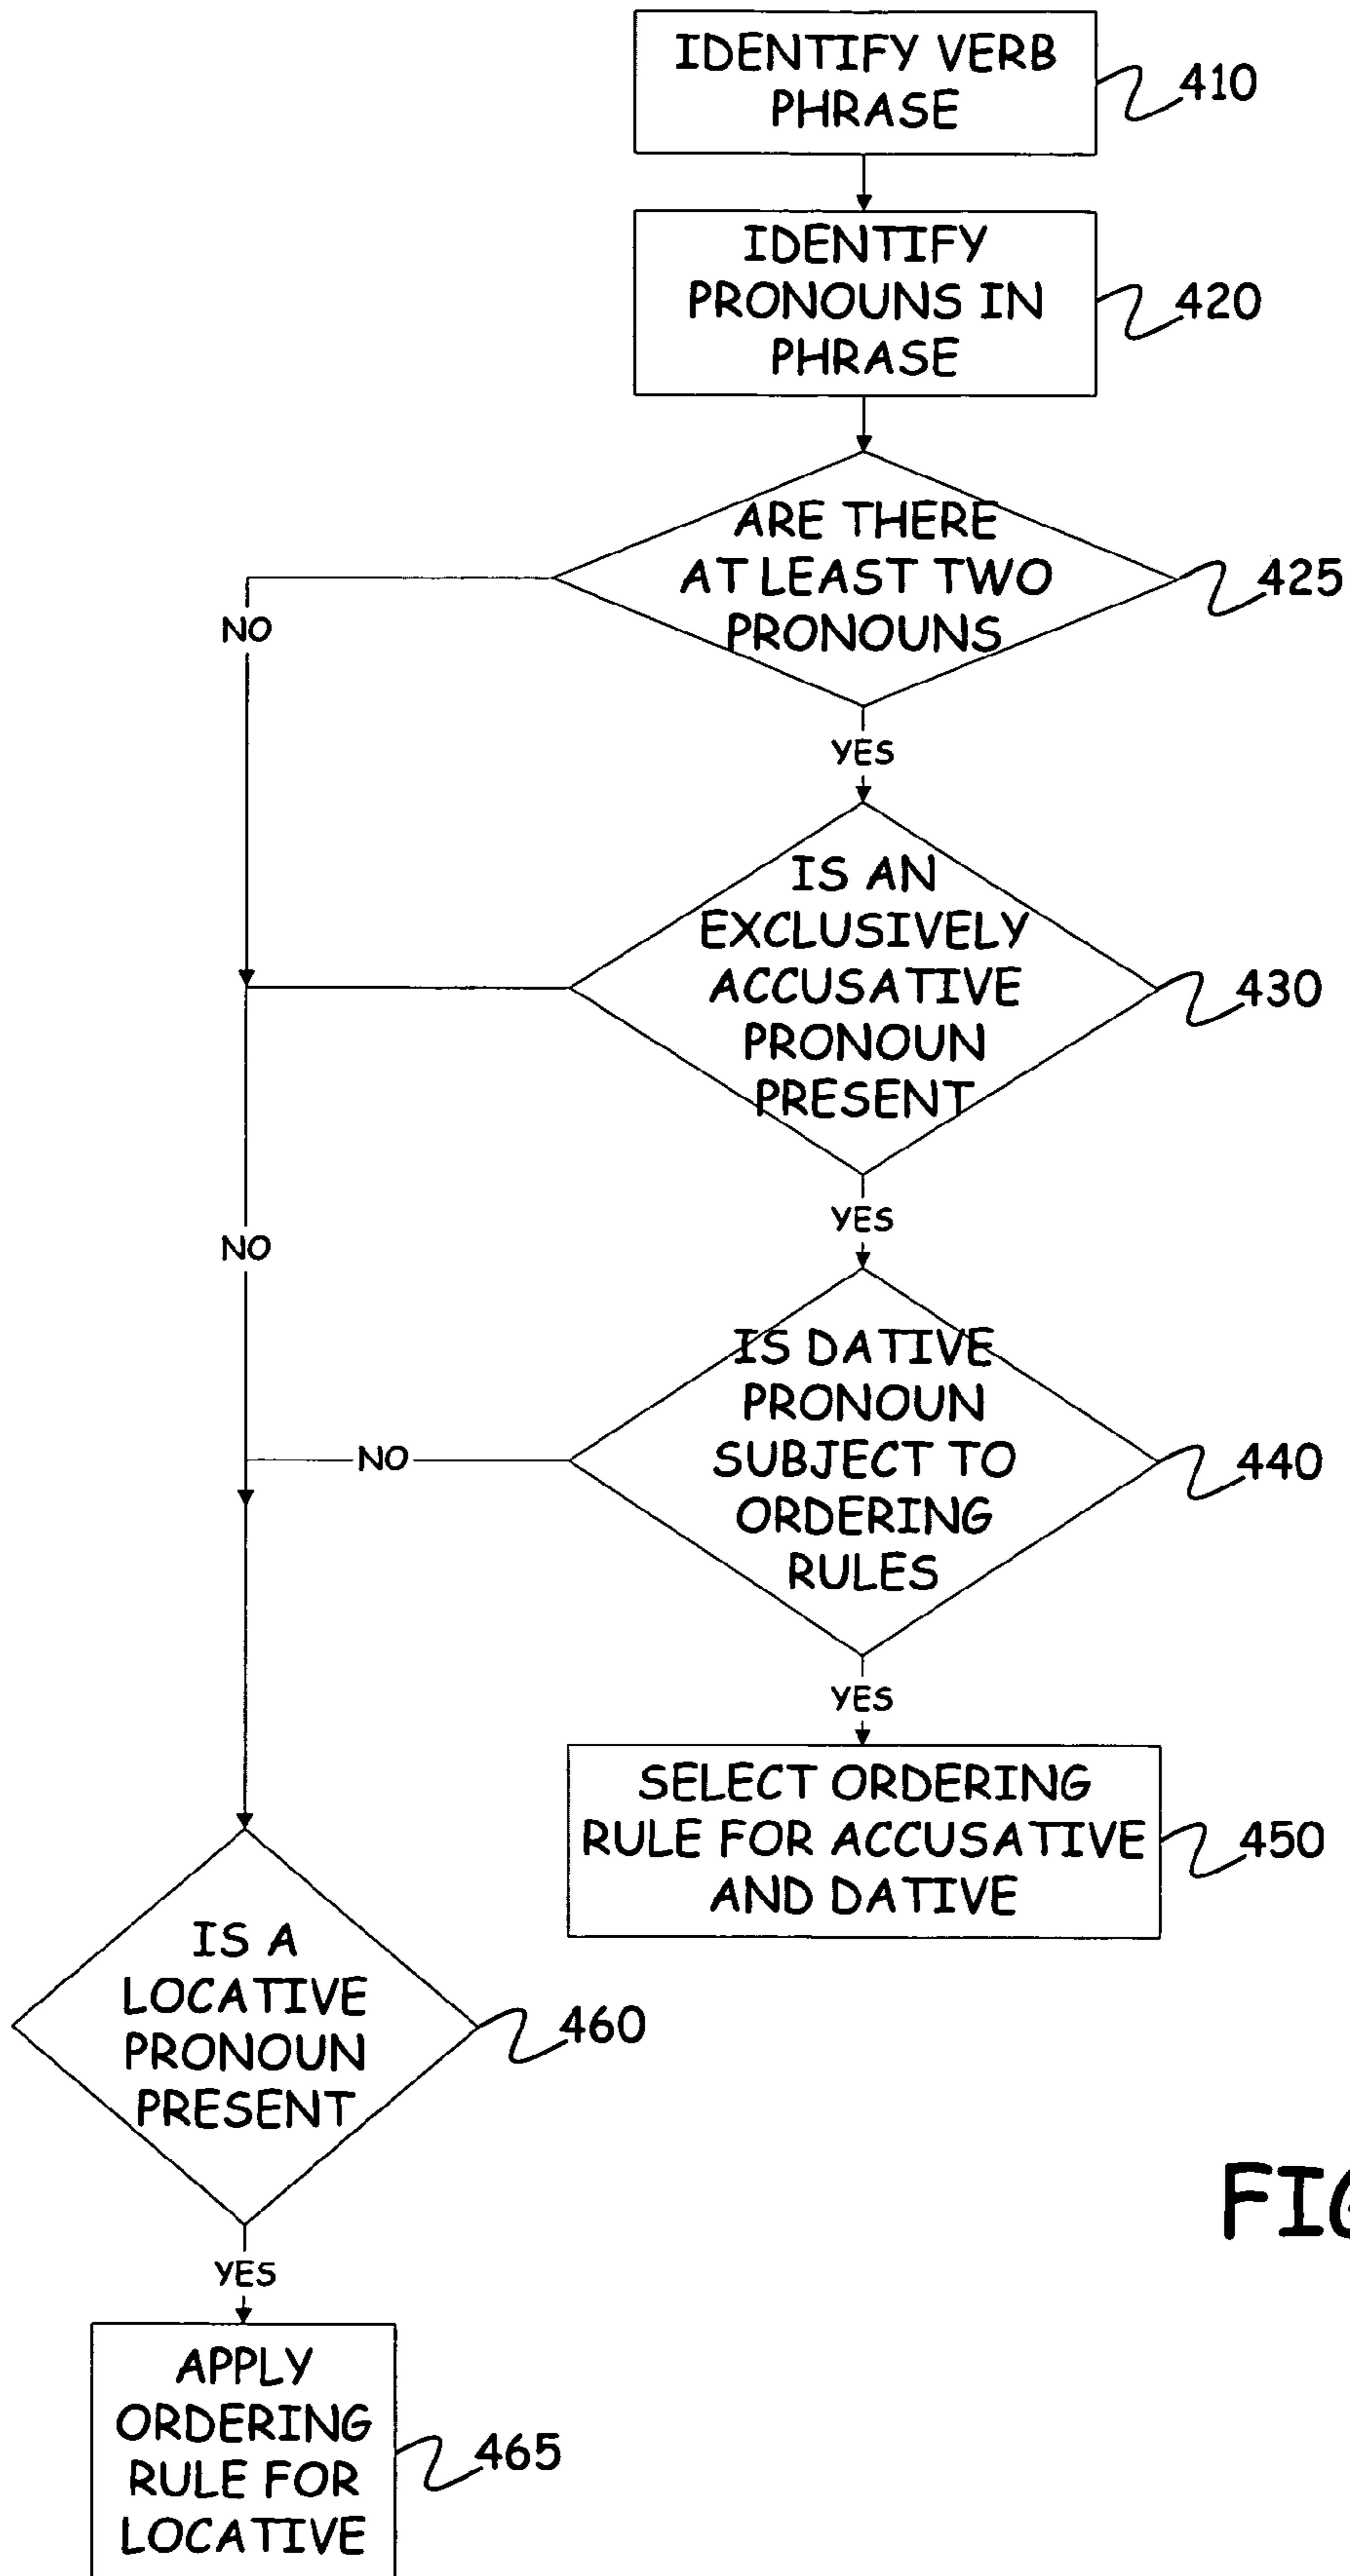 IDENTIFY VERB
PHRASE
410
IDENTIFY
PRONOUNS IN
PHRASE
420
ARE THERE
AT LEAST TWO
PRONOUNS
425
NO
YES
IS AN
EXCLUSIVELY
ACCUSATIVE
PRONOUN
PRESENT
430
YES
NO
IS DATIVE
PRONOUN
SUBJECT TO
ORDERING
RULES
440
NO
YES
SELECT ORDERING
RULE FOR ACCUSATIVE
AND DATIVE
450
IS A
LOCATIVE
PRONOUN
PRESENT
460
YES
APPLY
ORDERING
RULE FOR
LOCATIVE
465